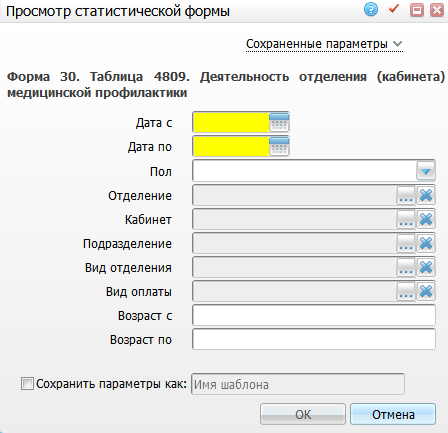 Просмотр статистической формы
Сохраненные параметры
Форма 30. Таблица 4809. Деятельность отделения (кабинета)
медицинской профилактики
Дата с
Дата по
Пол
Отделение
Кабинет
Подразделение
Вид отделения
Вид оплаты
Возраст с
Возраст по
Сохранить параметры как: Имя шаблона
ОК Отмена